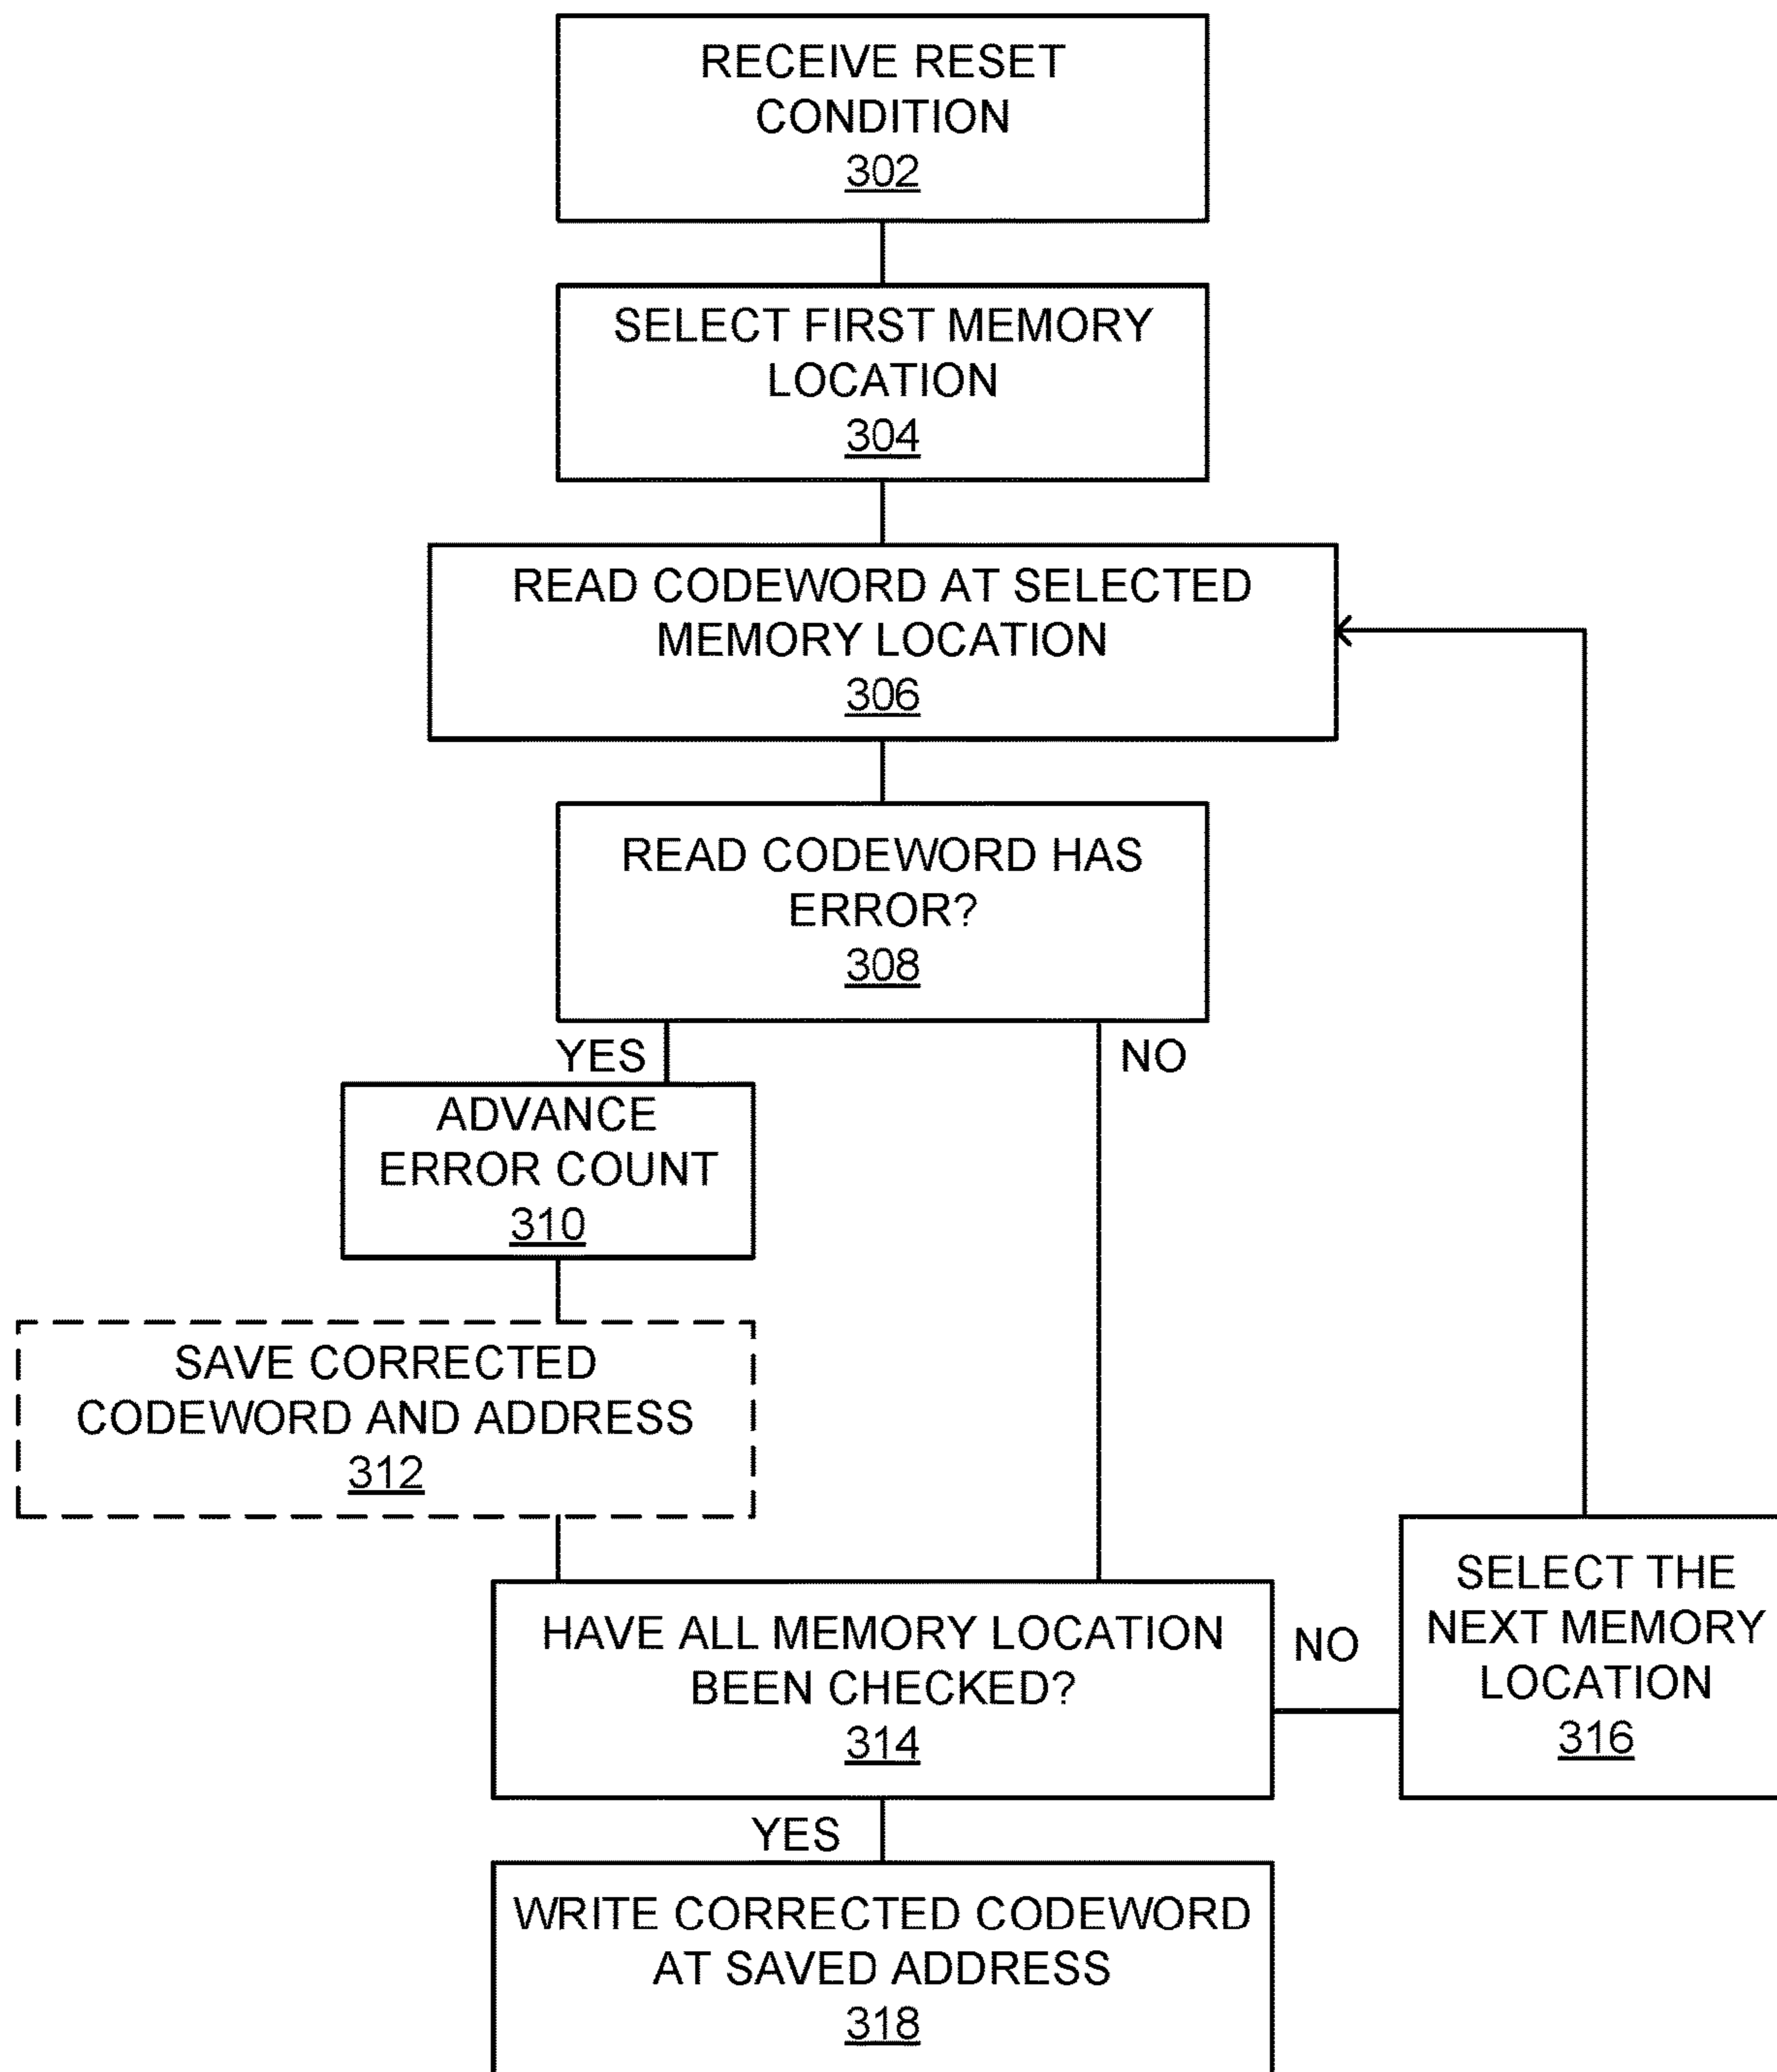 RECEIVE RESET
CONDITION
302
SELECT FIRST MEMORY
LOCATION
304
READ CODEWORD AT SELECTED
MEMORY LOCATION
306
READ CODEWORD HAS
ERROR?
308
YES
NO
ADVANCE
ERROR COUNT
310
SAVE CORRECTED
CODEWORD AND ADDRESS
312
HAVE ALL MEMORY LOCATION
BEEN CHECKED?
314
NO
SELECT THE
NEXT MEMORY
LOCATION
316
YES
WRITE CORRECTED CODEWORD
AT SAVED ADDRESS
318